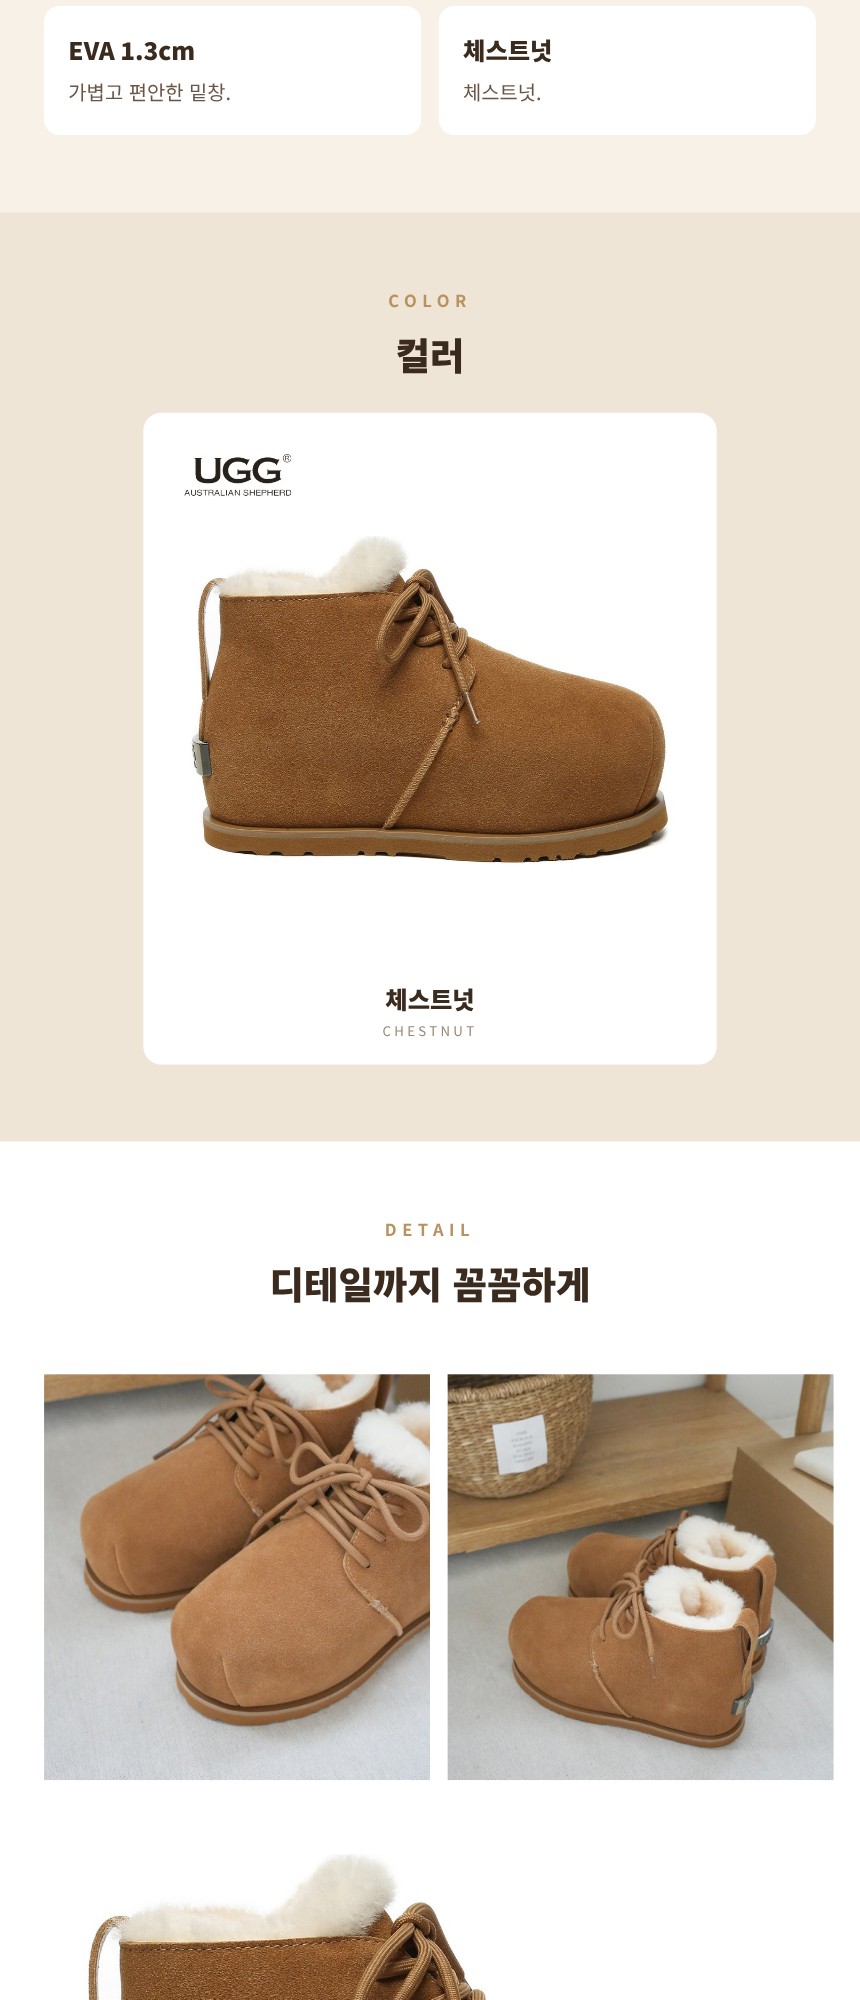 EVA 1.3cm
가볍고 편안한 밑창.
체스트넛
체스트넛.
COLOR
컬러
UGG®
AUSTRALIAN SHEPHERD
체스트넛
CHESTNUT
DETAIL
디테일까지 꼼꼼하게